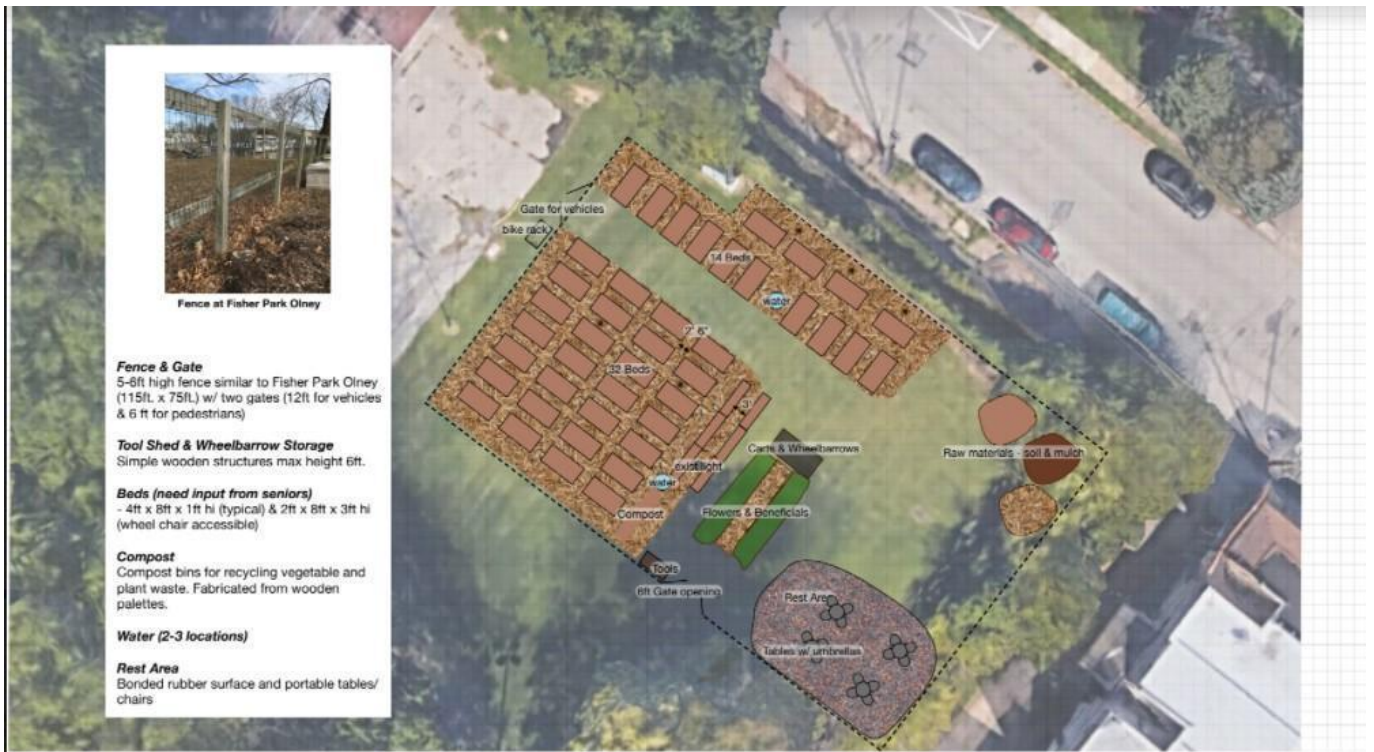 Fence at Fisher Park Olney
Fence & Gate
5-6ft high fence similar to Fisher Park Olney
(115ft. x 75ft.) w/ two gates (12ft for vehicles
& 6 ft for pedestrians)
Tool Shed & Wheelbarrow Storage
Simple wooden structures max height 6ft.
Beds (need input from seniors)
- 4ft x 8ft x 1ft hi (typical) & 2ft x 8ft x 3ft hi
(wheel chair accessible)
Compost
Compost bins for recycling vegetable and
plant waste. Fabricated from wooden
palettes.
Water (2-3 locations)
Rest Area
Bonded rubber surface and portable tables/
chairs
Gate for vehicles
bike rack
14 Beds
water
2' 6"
32 Beds
3'
Carts & Wheelbarrows
Raw materials - soil & mulch
exist light
water
Compost
Flowers & Beneficials
Tools
6ft Gate opening
Rest Area
Tables w/ umbrellas